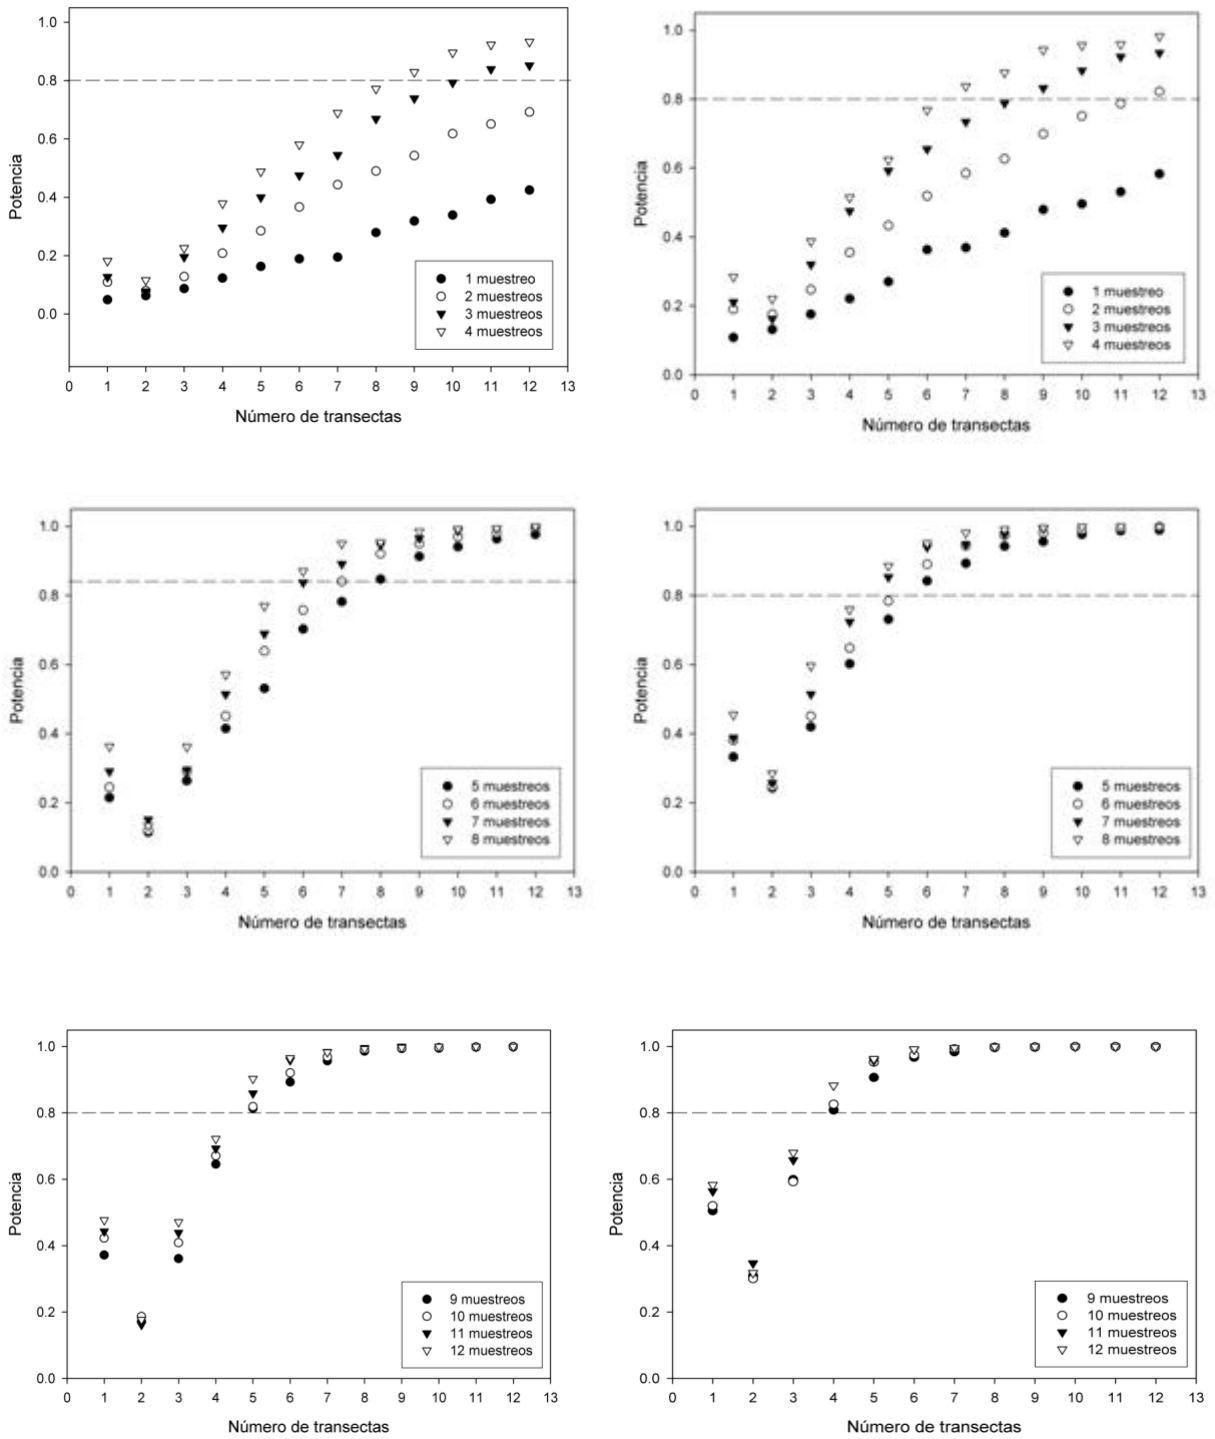 1.0
0.8
0.6
0.4
0.2
0.0
Potencia
0 1 2 3 4 5 6 7 8 9 10 11 12 13
Número de transectas
1 muestreo
2 muestreos
3 muestreos
4 muestreos
1.0
0.8
0.6
0.4
0.2
0.0
Potencia
0 1 2 3 4 5 6 7 8 9 10 11 12 13
Número de transectas
1 muestreo
2 muestreos
3 muestreos
4 muestreos
1.0
0.8
0.6
0.4
0.2
0.0
Potencia
0 1 2 3 4 5 6 7 8 9 10 11 12 13
Número de transectas
5 muestreos
6 muestreos
7 muestreos
8 muestreos
1.0
0.8
0.6
0.4
0.2
0.0
Potencia
0 1 2 3 4 5 6 7 8 9 10 11 12 13
Número de transectas
5 muestreos
6 muestreos
7 muestreos
8 muestreos
1.0
0.8
0.6
0.4
0.2
0.0
Potencia
0 1 2 3 4 5 6 7 8 9 10 11 12 13
Número de transectas
9 muestreos
10 muestreos
11 muestreos
12 muestreos
1.0
0.8
0.6
0.4
0.2
0.0
Potencia
0 1 2 3 4 5 6 7 8 9 10 11 12 13
Número de transectas
9 muestreos
10 muestreos
11 muestreos
12 muestreos